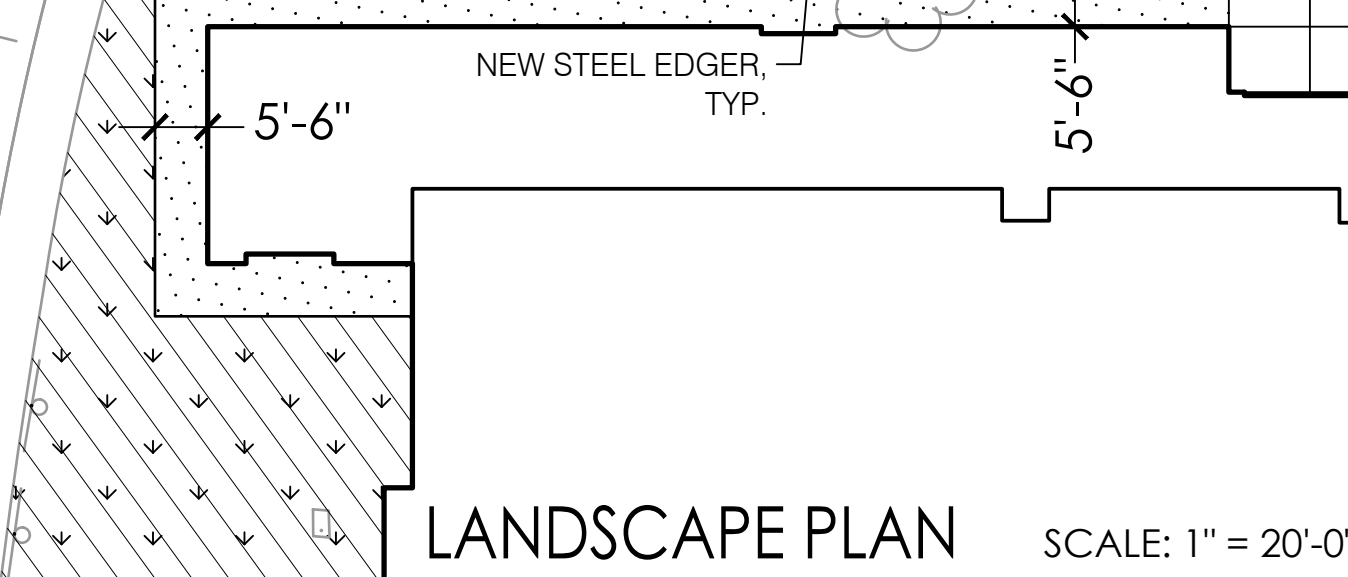 NEW STEEL EDGER,
TYP.
5'-6"
5'-6"
LANDSCAPE PLAN
SCALE: 1" = 20'-0"